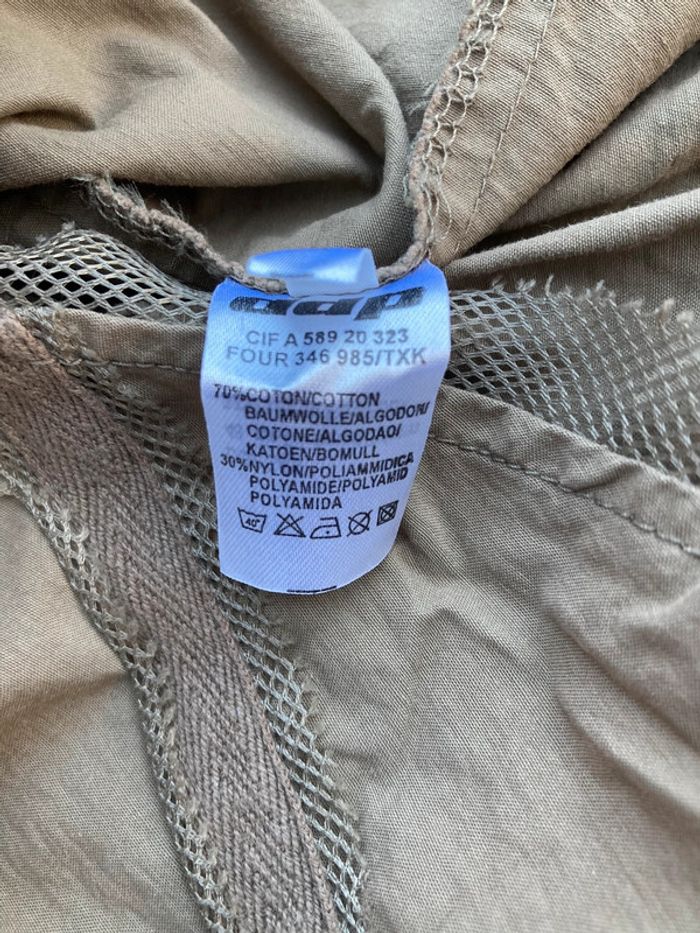 CIF A 589 20 323
FOUR 346 985/TXK
70%COTON/COTTON
BAUMWOLLE/ALGODON/
COTONE/ALGODAO/
KATOEN/BOMULL
30%NYLON/POLIAMMIDICA
POLYAMIDE/POLYAMID
POLYAMIDA
40°